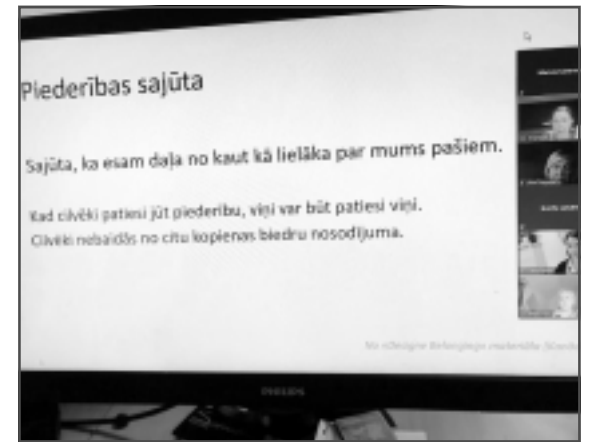 Piederības sajūta
Sajūta, ka esam daļa no kaut kā lielāka par mums pašiem.
Kad cilvēki patiesi jūt piederību, viņi var būt patiesi viņi.
Cilvēki nebaidās no citu kopienas biedru nosodījuma.
PHILIPS